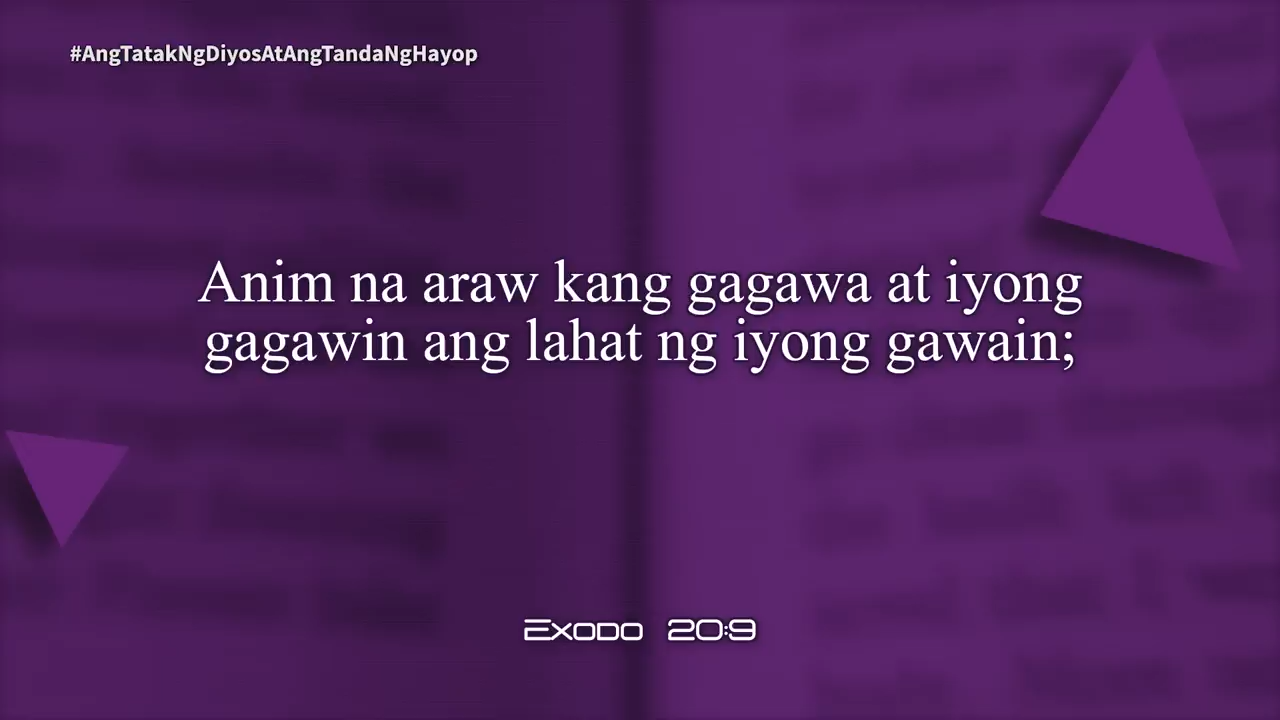 #AngTatakNgDiyosAtAngTandaNgHayop
Anim na araw kang gagawa at iyong
gagawin ang lahat ng iyong gawain;
Exodo 20:9